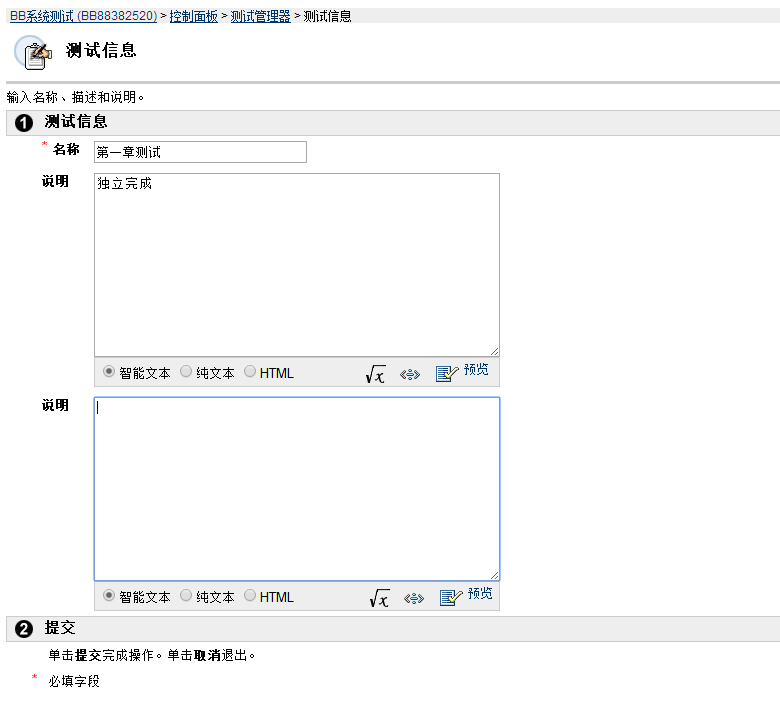 BB系统测试 (BB88382520) > 控制面板 > 测试管理器 > 测试信息
测试信息
输入名称、描述和说明。
1 测试信息
* 名称 第一章测试
说明 独立完成
智能文本 纯文本 HTML √x 预览
说明
智能文本 纯文本 HTML √x 预览
2 提交
单击提交完成操作。单击取消退出。
* 必填字段